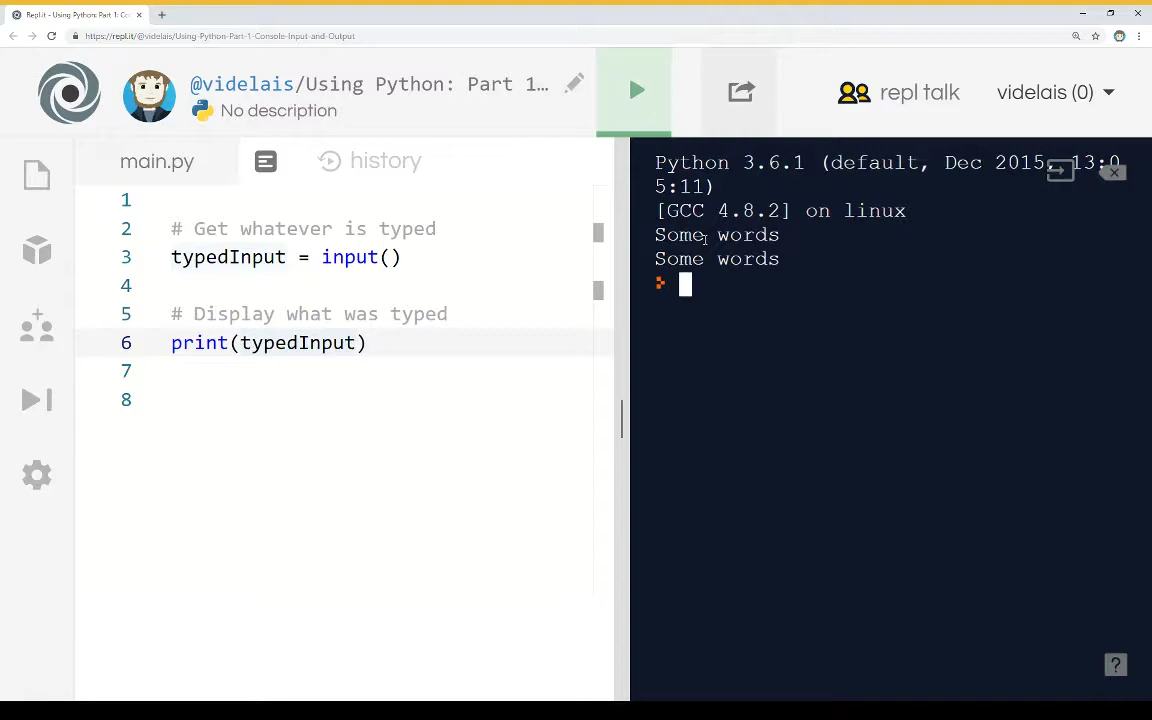 Repl.it - Using Python: Part 1: Co
https://repl.it/@videlais/Using-Python-Part-1-Console-Input-and-Output
@videlais/Using Python: Part 1...
No description
repl talk
videlais (0)
main.py
history
1
2 # Get whatever is typed
3 typedInput = input()
4
5 # Display what was typed
6 print(typedInput)
7
8
Python 3.6.1 (default, Dec 2015, 13:0
5:11)
[GCC 4.8.2] on linux
Some words
Some words
?